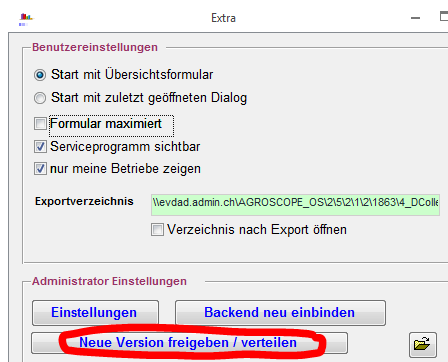 Extra
Benutzereinstellungen
Start mit Übersichtsformular
Start mit zuletzt geöffneten Dialog
Formular maximiert
Serviceprogramm sichtbar
nur meine Betriebe zeigen
Exportverzeichnis \\evdad.admin.ch\AGROSCOPE_OS\2\5\2\1\2\1863\4_DColle
Verzeichnis nach Export öffnen
Administrator Einstellungen
Einstellungen Backend neu einbinden
Neue Version freigeben / verteilen